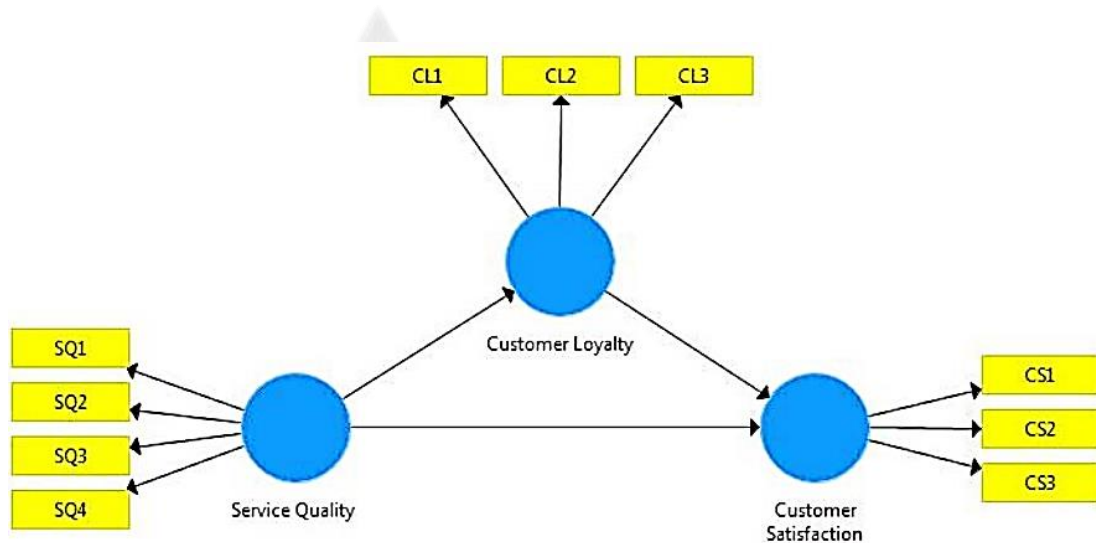 CL1
CL2
CL3
Customer Loyalty
SQ1
SQ2
SQ3
SQ4
Service Quality
CS1
CS2
CS3
Customer
Satisfaction